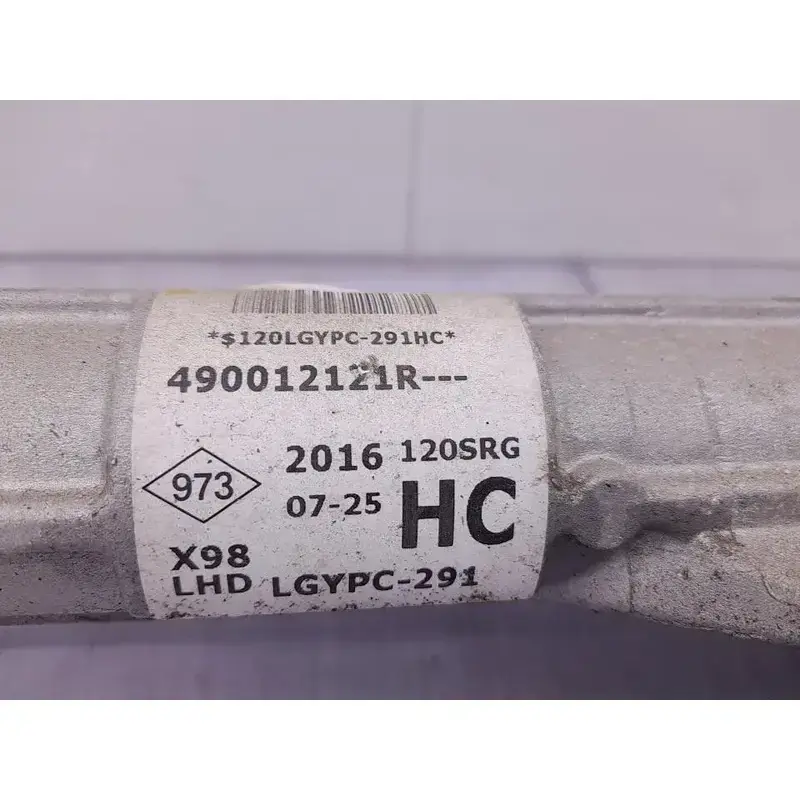 *$120LGYPC-291HC*
490012121R---
973
2016 120SRG
07-25 HC
X98
LHD LGYPC-291